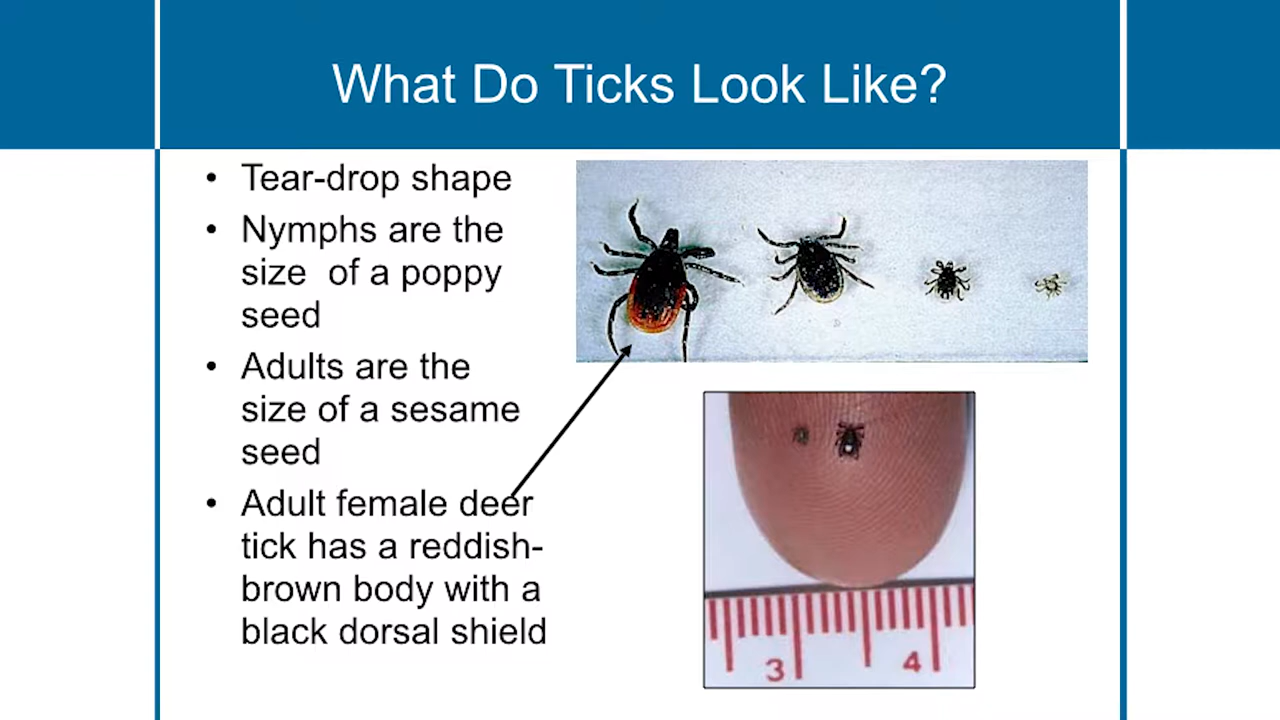 What Do Ticks Look Like?
• Tear-drop shape
• Nymphs are the
size of a poppy
seed
• Adults are the
size of a sesame
seed
• Adult female deer
tick has a reddish-
brown body with a
black dorsal shield
3 4